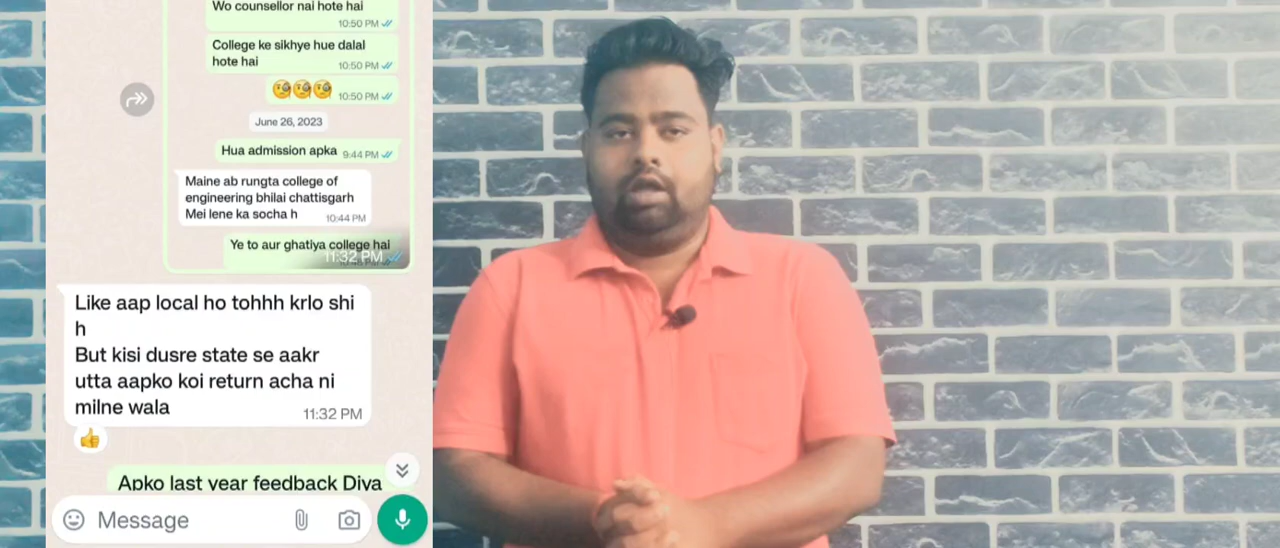 Wo counsellor nai hote hai
10:50 PM
College ke sikhye hue dalal
hote hai
10:50 PM
10:50 PM
June 26, 2023
Hua admission apka 9:44 PM
Maine ab rungta college of
engineering bhilai chattisgarh
Mei lene ka socha h 10:44 PM
Ye to aur ghatiya college hai
11:32 PM
Like aap local ho tohhh krlo shi
h
But kisi dusre state se aakr
utta aapko koi return acha ni
milne wala 11:32 PM
Apko last year feedback Diya
Message